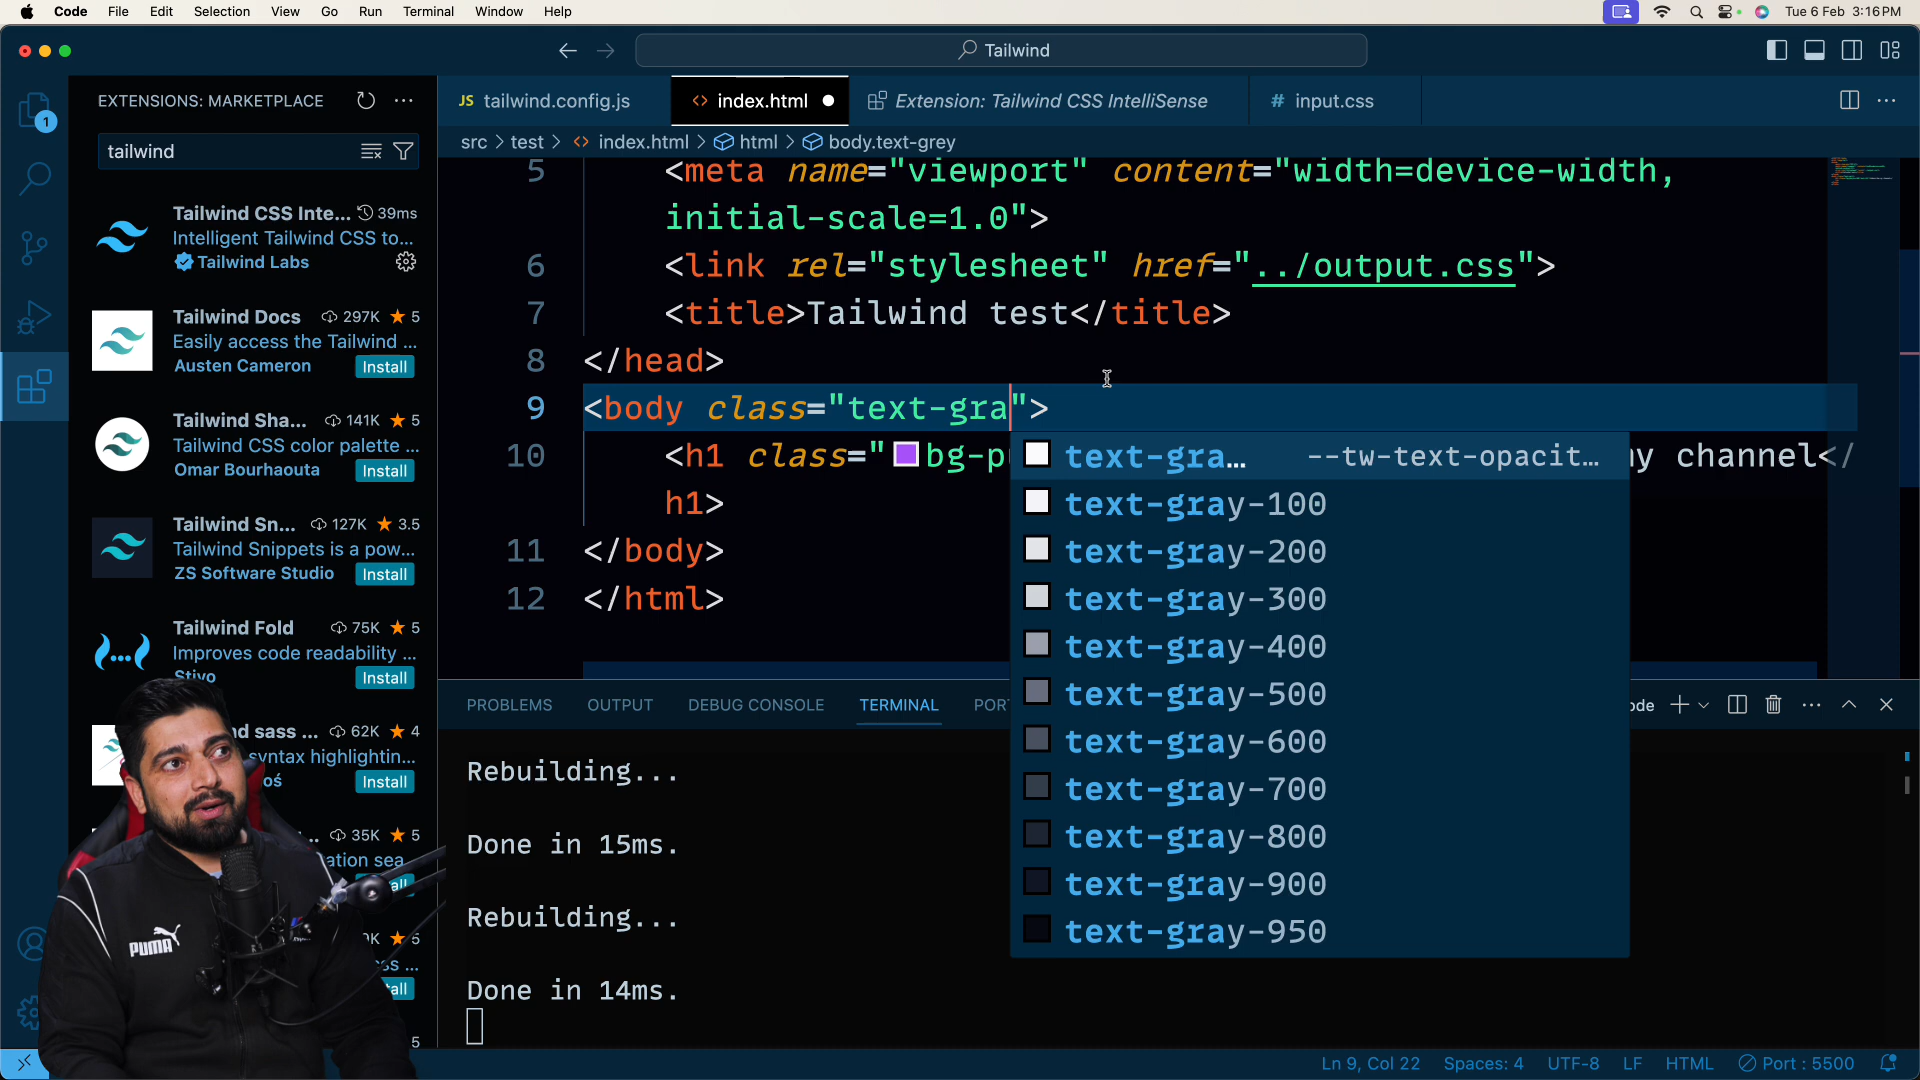 Code File Edit Selection View Go Run Terminal Window Help
Tue 6 Feb 3:16 PM
Tailwind
EXTENSIONS: MARKETPLACE
JS tailwind.config.js
<> index.html
Extension: Tailwind CSS IntelliSense
# input.css
src > test > <> index.html > html > body.text-grey
1
tailwind
Tailwind CSS Inte... 39ms
Intelligent Tailwind CSS to...
Tailwind Labs
Tailwind Docs 297K ★ 5
Easily access the Tailwind ...
Austen Cameron Install
Tailwind Sha... 141K ★ 5
Tailwind CSS color palette ...
Omar Bourhaouta Install
Tailwind Sn... 127K ★ 3.5
Tailwind Snippets is a pow...
ZS Software Studio Install
Tailwind Fold 75K ★ 5
Improves code readability ...
Stivo Install
d sass ... 62K ★ 4
syntax highlightin...
oś Install
.. 35K ★ 5
ation sea...
all
9K ★ 5
ss ...
all
5
5 <meta name="viewport" content="width=device-width,
initial-scale=1.0">
6 <link rel="stylesheet" href="../output.css">
7 <title>Tailwind test</title>
8 </head>
9 <body class="text-gra">
10 <h1 class="bg-p
my channel</
h1>
11 </body>
12 </html>
text-gra... --tw-text-opacit...
text-gray-100
text-gray-200
text-gray-300
text-gray-400
text-gray-500
text-gray-600
text-gray-700
text-gray-800
text-gray-900
text-gray-950
PROBLEMS OUTPUT DEBUG CONSOLE TERMINAL POR
ode
Rebuilding...
Done in 15ms.
Rebuilding...
Done in 14ms.
PUMA
Ln 9, Col 22 Spaces: 4 UTF-8 LF HTML Port : 5500